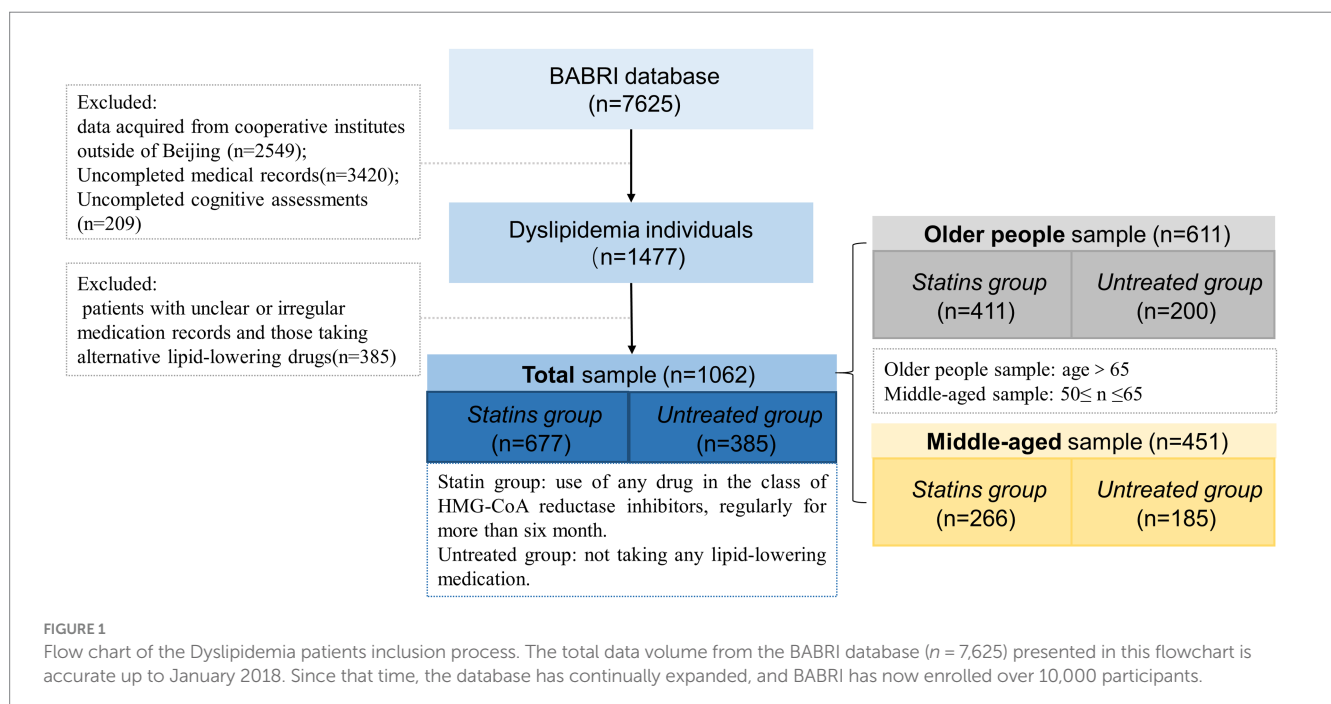 BABRI database
(n=7625)
Excluded:
data acquired from cooperative institutes
outside of Beijing (n=2549);
Uncompleted medical records(n=3420);
Uncompleted cognitive assessments
(n=209)
Dyslipidemia individuals
(n=1477)
Excluded:
patients with unclear or irregular
medication records and those taking
alternative lipid-lowering drugs(n=385)
Total sample (n=1062)
Statins group
(n=677)
Untreated group
(n=385)
Statin group: use of any drug in the class of
HMG-CoA reductase inhibitors, regularly for
more than six month.
Untreated group: not taking any lipid-lowering
medication.
Older people sample (n=611)
Statins group
(n=411)
Untreated group
(n=200)
Older people sample: age > 65
Middle-aged sample: 50≤ n ≤65
Middle-aged sample (n=451)
Statins group
(n=266)
Untreated group
(n=185)
FIGURE 1
Flow chart of the Dyslipidemia patients inclusion process. The total data volume from the BABRI database (n = 7,625) presented in this flowchart is
accurate up to January 2018. Since that time, the database has continually expanded, and BABRI has now enrolled over 10,000 participants.